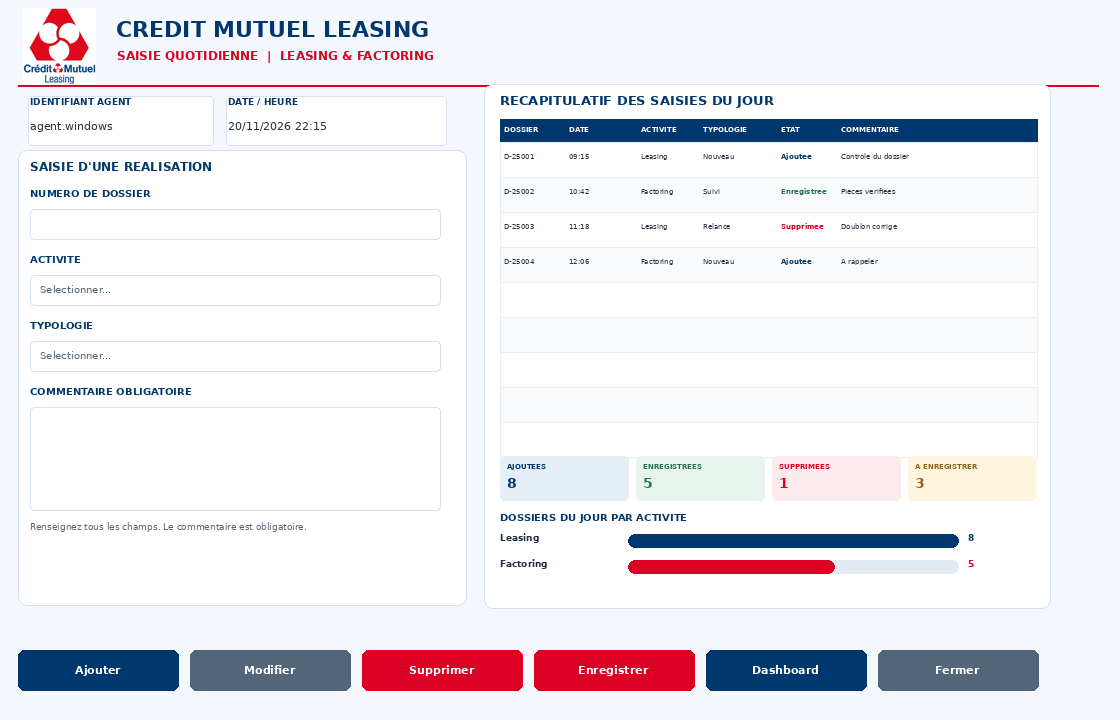 Crédit Mutuel
Leasing
CREDIT MUTUEL LEASING
SAISIE QUOTIDIENNE | LEASING & FACTORING
IDENTIFIANT AGENT
agent.windows
DATE / HEURE
20/11/2026 22:15
SAISIE D'UNE REALISATION
NUMERO DE DOSSIER
ACTIVITE
Selectionner...
TYPOLOGIE
Selectionner...
COMMENTAIRE OBLIGATOIRE
Renseignez tous les champs. Le commentaire est obligatoire.
RECAPITULATIF DES SAISIES DU JOUR
DOSSIER DATE ACTIVITE TYPOLOGIE ETAT COMMENTAIRE
D-25001 09:15 Leasing Nouveau Ajoutee Controle du dossier
D-25002 10:42 Factoring Suivi Enregistree Pieces verifiees
D-25003 11:18 Leasing Relance Supprimee Doublon corrige
D-25004 12:06 Factoring Nouveau Ajoutee A rappeler
AJOUTEES ENREGISTREES SUPPRIMEES A ENREGISTRER
8 5 1 3
DOSSIERS DU JOUR PAR ACTIVITE
Leasing 8
Factoring 5
Ajouter Modifier Supprimer Enregistrer Dashboard Fermer